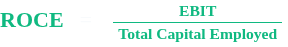 ROCE = EBIT
Total Capital Employed